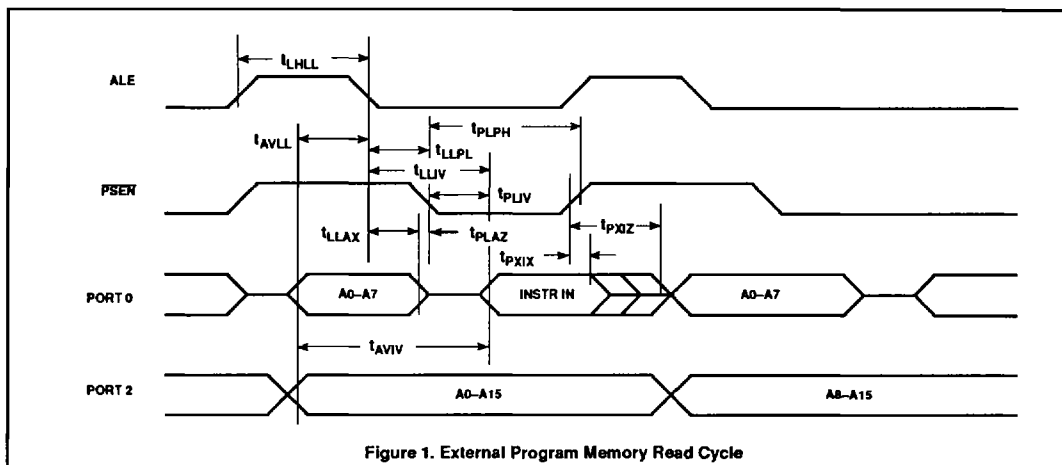 ALE
tLHLL
tAVLL
tPLPH
tLLPL
tLLIV
PSEN
tPLIV
tLLAX
tPLAZ
tPXIZ
tPXIX
PORT 0
A0–A7
INSTR IN
A0–A7
tAVIV
PORT 2
A0–A15
A8–A15
Figure 1. External Program Memory Read Cycle